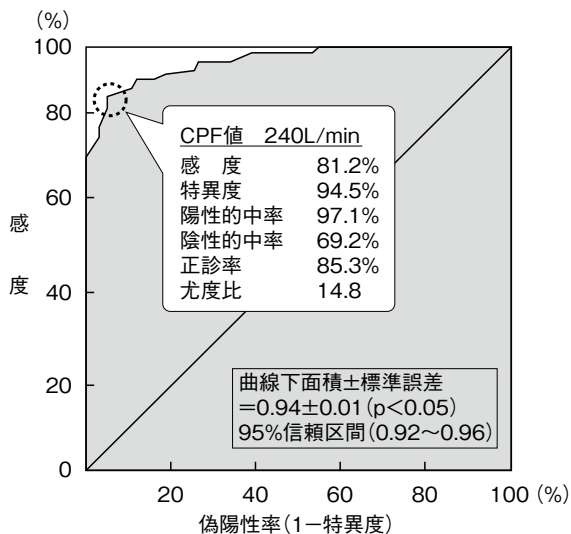 (%)
100
80
60
40
20
0
感度
CPF値 240L/min
感 度 81.2%
特異度 94.5%
陽性的中率 97.1%
陰性的中率 69.2%
正診率 85.3%
尤度比 14.8
曲線下面積±標準誤差
=0.94±0.01(p<0.05)
95%信頼区間(0.92〜0.96)
20 40 60 80 100 (%)
偽陽性率(1−特異度)